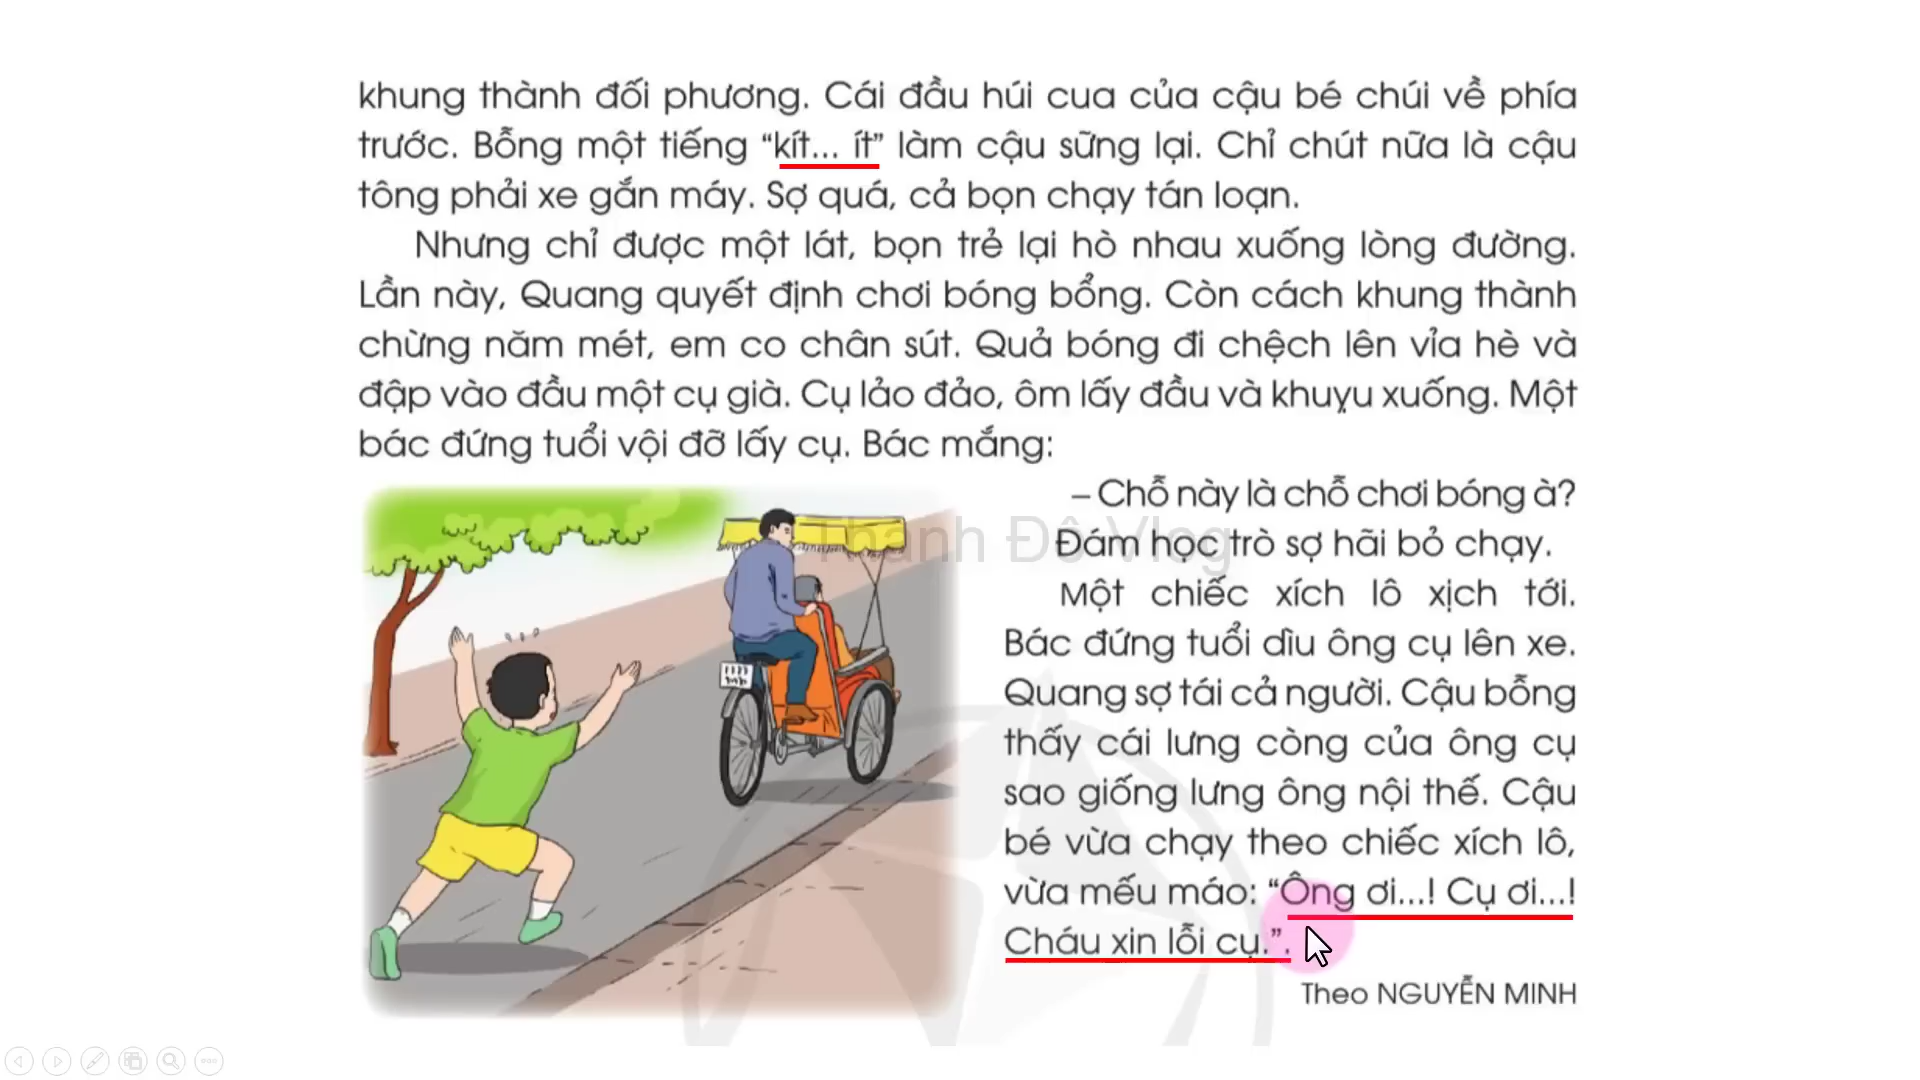 khung thành đối phương. Cái đầu húi cua của cậu bé chúi về phía
trước. Bỗng một tiếng “kít... ít” làm cậu sững lại. Chỉ chút nữa là cậu
tông phải xe gắn máy. Sợ quá, cả bọn chạy tán loạn.
Nhưng chỉ được một lát, bọn trẻ lại hò nhau xuống lòng đường.
Lần này, Quang quyết định chơi bóng bổng. Còn cách khung thành
chừng năm mét, em co chân sút. Quả bóng đi chệch lên vỉa hè và
đập vào đầu một cụ già. Cụ lảo đảo, ôm lấy đầu và khuỵu xuống. Một
bác đứng tuổi vội đỡ lấy cụ. Bác mắng:
– Chỗ này là chỗ chơi bóng à?
Thanh Đô Vlog
Đám học trò sợ hãi bỏ chạy.
Một chiếc xích lô xịch tới.
Bác đứng tuổi dìu ông cụ lên xe.
Quang sợ tái cả người. Cậu bỗng
thấy cái lưng còng của ông cụ
sao giống lưng ông nội thế. Cậu
bé vừa chạy theo chiếc xích lô,
vừa mếu máo: “Ông ơi...! Cụ ơi...!
Cháu xin lỗi cụ.”.
Theo NGUYỄN MINH